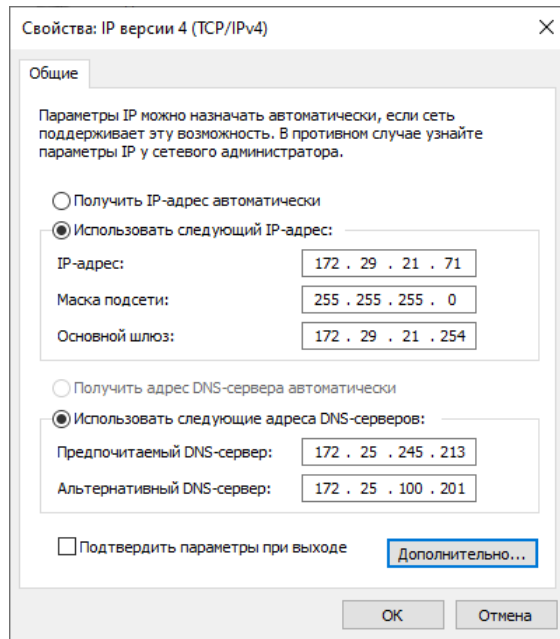 Свойства: IP версии 4 (TCP/IPv4)
Общие
Параметры IP можно назначать автоматически, если сеть
поддерживает эту возможность. В противном случае узнайте
параметры IP у сетевого администратора.
Получить IP-адрес автоматически
Использовать следующий IP-адрес:
IP-адрес: 172 . 29 . 21 . 71
Маска подсети: 255 . 255 . 255 . 0
Основной шлюз: 172 . 29 . 21 . 254
Получить адрес DNS-сервера автоматически
Использовать следующие адреса DNS-серверов:
Предпочитаемый DNS-сервер: 172 . 25 . 245 . 213
Альтернативный DNS-сервер: 172 . 25 . 100 . 201
Подтвердить параметры при выходе Дополнительно...
ОК Отмена